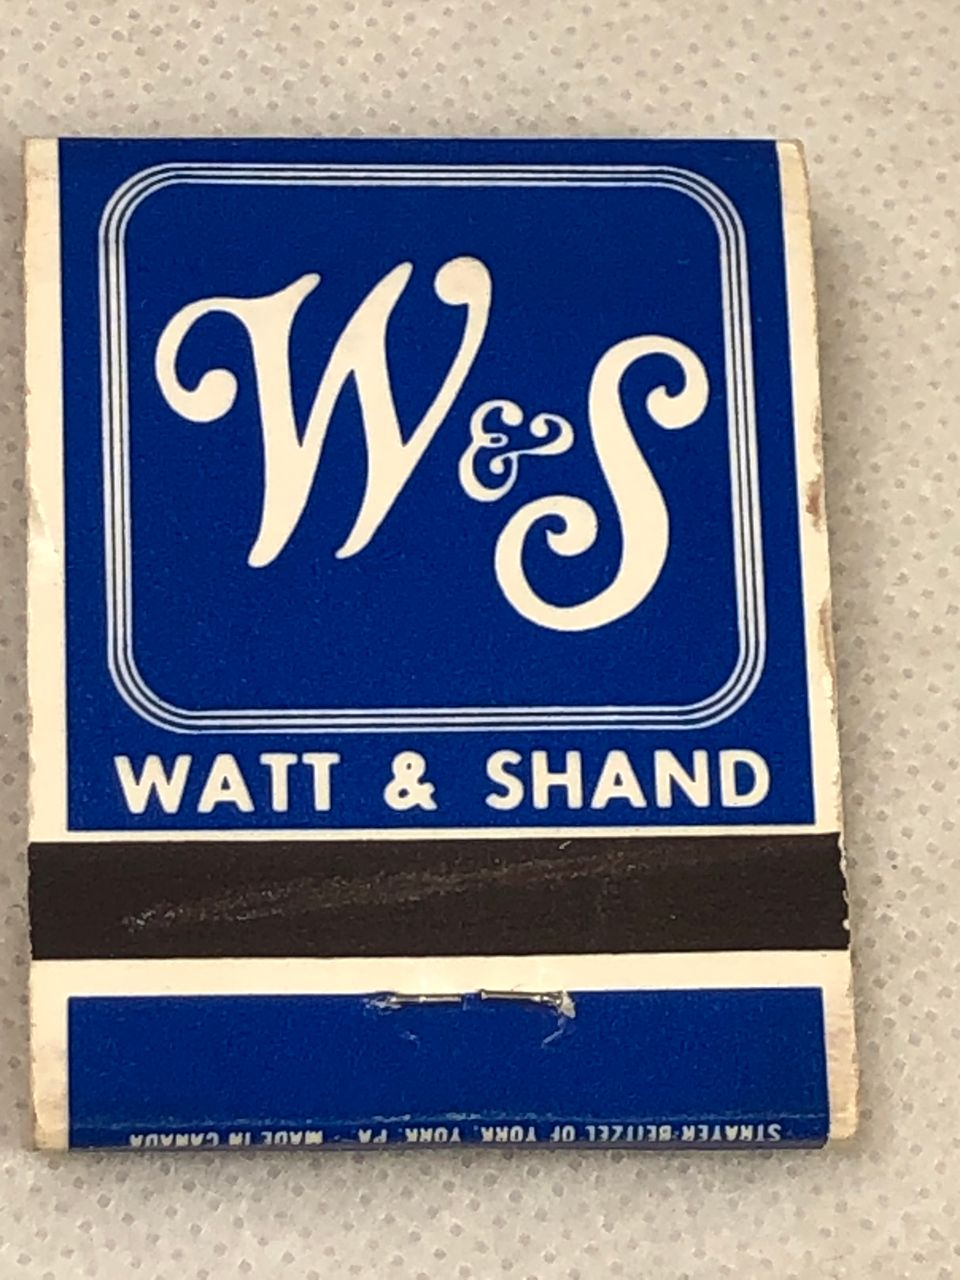 W&S
WATT & SHAND
STRAYER-BEITZEL OF YORK, YORK, PA. - MADE IN CANADA